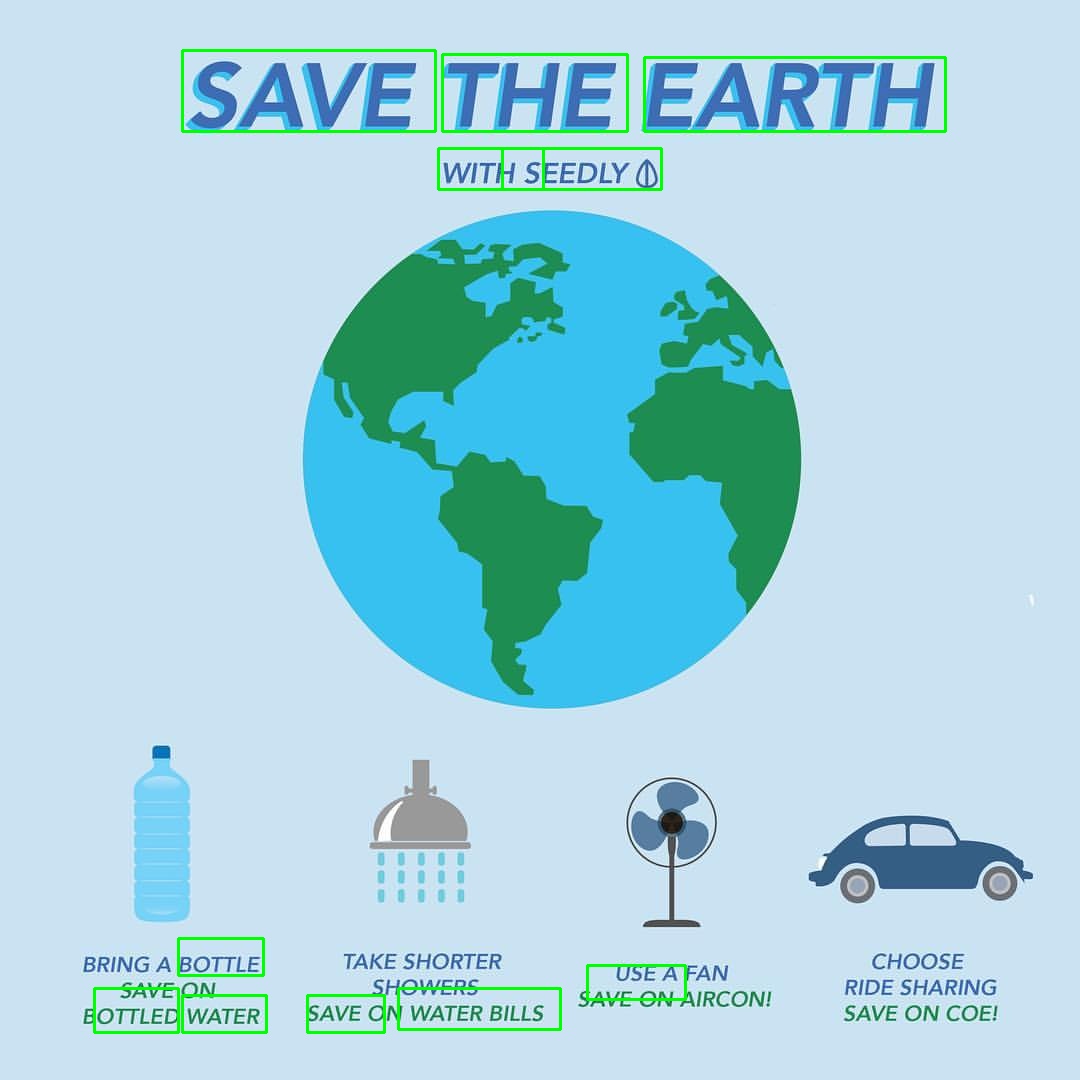 SAVE THE EARTH
WITH SEEDLY
BRING A BOTTLE
SAVE ON
BOTTLED WATER
TAKE SHORTER
SHOWERS
SAVE ON WATER BILLS
USE A FAN
SAVE ON AIRCON!
CHOOSE
RIDE SHARING
SAVE ON COE!